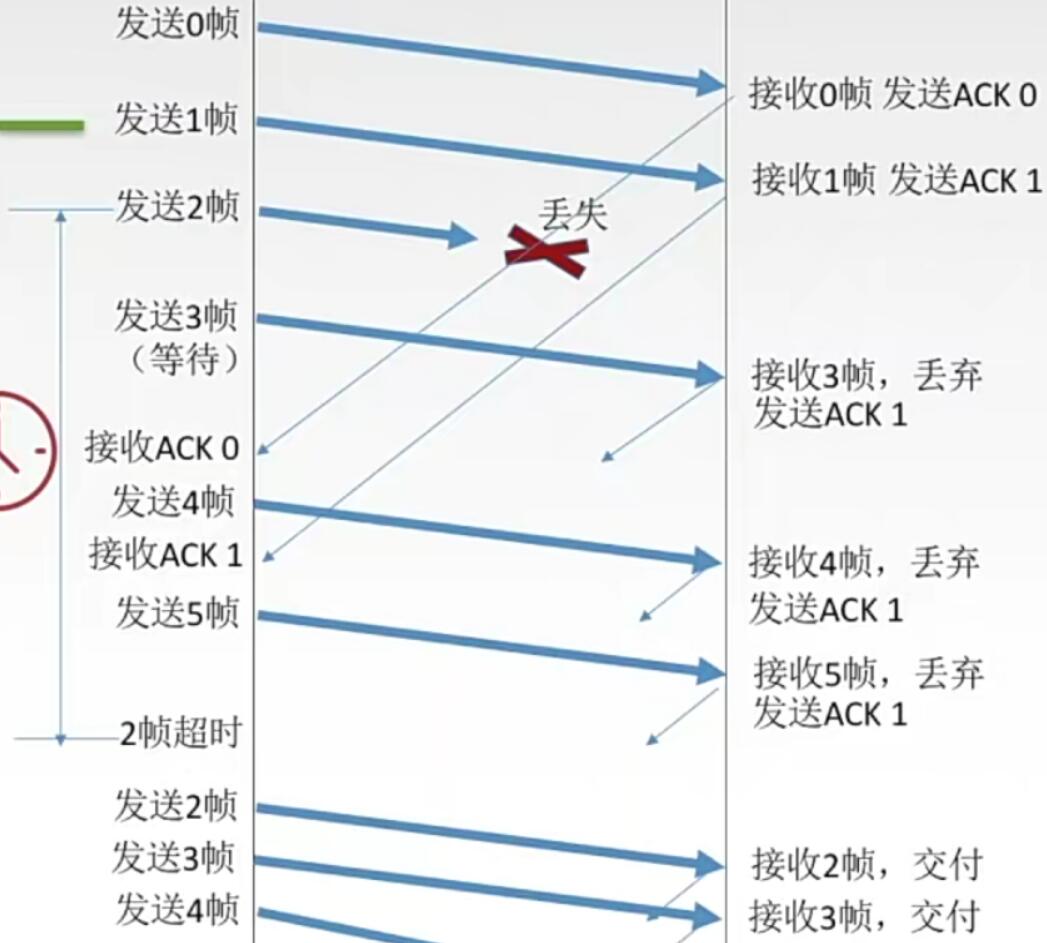 发送0帧
接收0帧 发送ACK 0
发送1帧
接收1帧 发送ACK 1
发送2帧
丢失
发送3帧
（等待）
接收3帧，丢弃
发送ACK 1
接收ACK 0
发送4帧
接收ACK 1
接收4帧，丢弃
发送ACK 1
发送5帧
接收5帧，丢弃
发送ACK 1
2帧超时
发送2帧
发送3帧
接收2帧，交付
发送4帧
接收3帧，交付